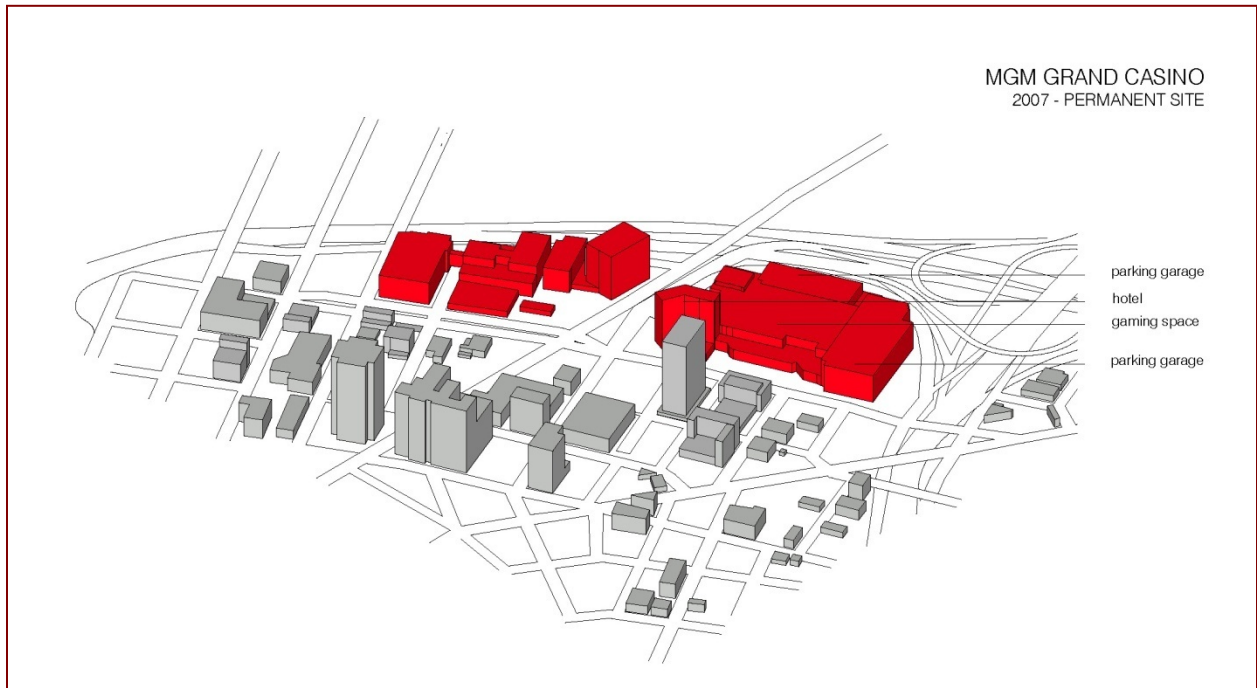 MGM GRAND CASINO
2007 - PERMANENT SITE
parking garage
hotel
gaming space
parking garage